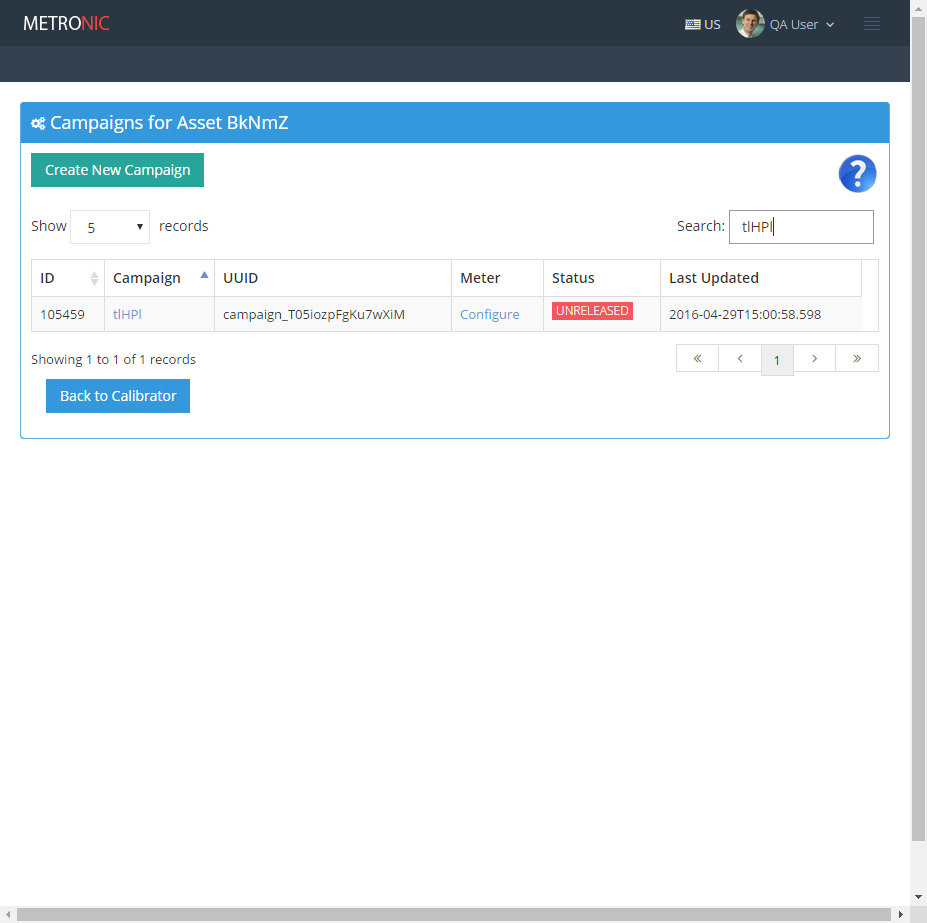 METRONIC
US QA User
Campaigns for Asset BkNmZ
Create New Campaign
?
Show 5 records Search: tlHPl
ID Campaign UUID Meter Status Last Updated
105459 tlHPl campaign_T05iozpFgKu7wXiM Configure UNRELEASED 2016-04-29T15:00:58.598
Showing 1 to 1 of 1 records « ‹ 1 › »
Back to Calibrator